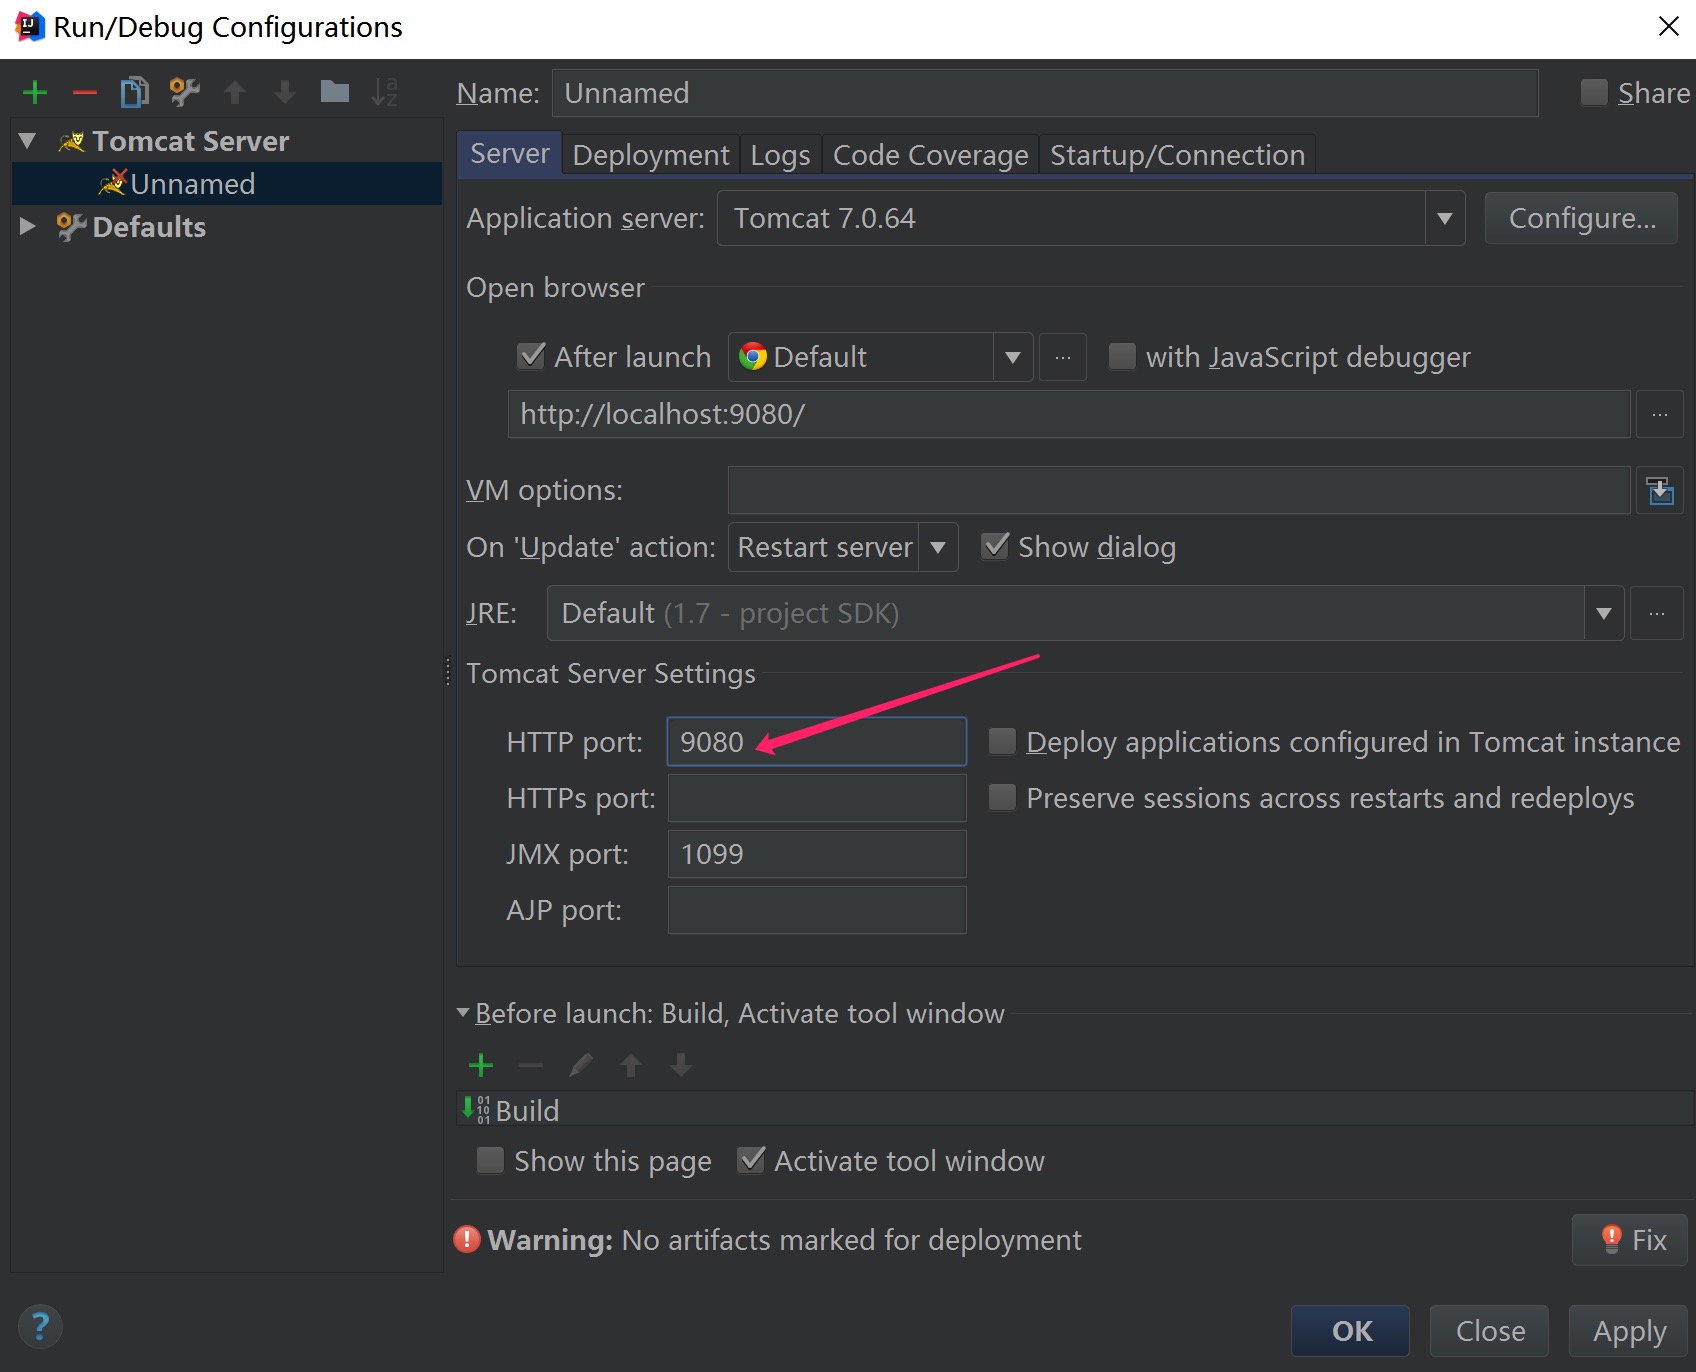 Run/Debug Configurations
Name: Unnamed Share
Tomcat Server
Unnamed
Defaults
Server Deployment Logs Code Coverage Startup/Connection
Application server: Tomcat 7.0.64 Configure...
Open browser
After launch Default ... with JavaScript debugger
http://localhost:9080/ ...
VM options:
On 'Update' action: Restart server Show dialog
JRE: Default (1.7 - project SDK) ...
Tomcat Server Settings
HTTP port: 9080 Deploy applications configured in Tomcat instance
HTTPs port: Preserve sessions across restarts and redeploys
JMX port: 1099
AJP port:
Before launch: Build, Activate tool window
Build
Show this page Activate tool window
Warning: No artifacts marked for deployment Fix
? OK Close Apply